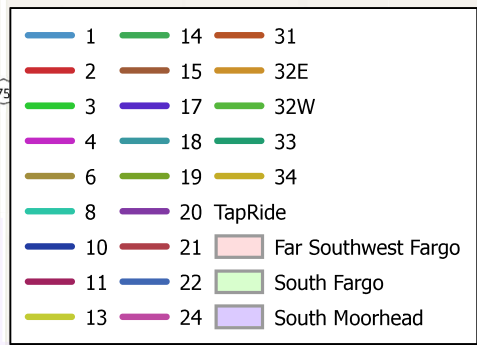 1 14 31
2 15 32E
3 17 32W
4 18 33
6 19 34
8 20 TapRide
10 21 Far Southwest Fargo
11 22 South Fargo
13 24 South Moorhead
75